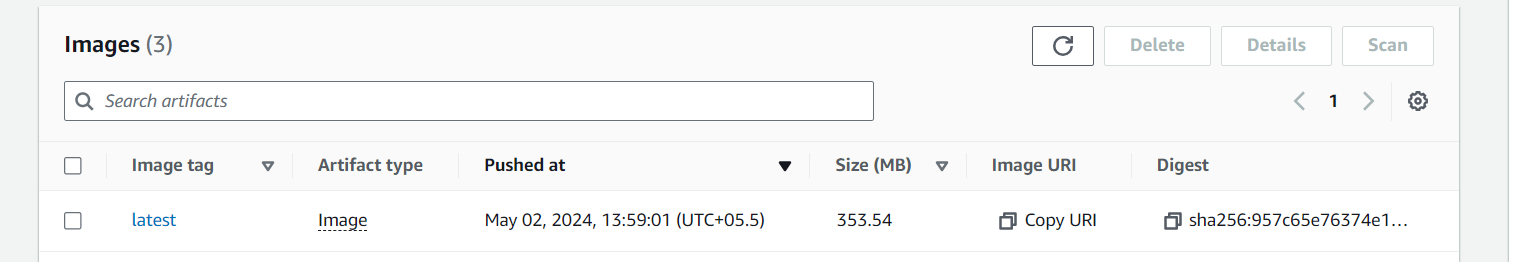 Images (3)
Delete
Details
Scan
Search artifacts
1
Image tag Artifact type Pushed at Size (MB) Image URI Digest
latest Image May 02, 2024, 13:59:01 (UTC+05.5) 353.54 Copy URI sha256:957c65e76374e1...